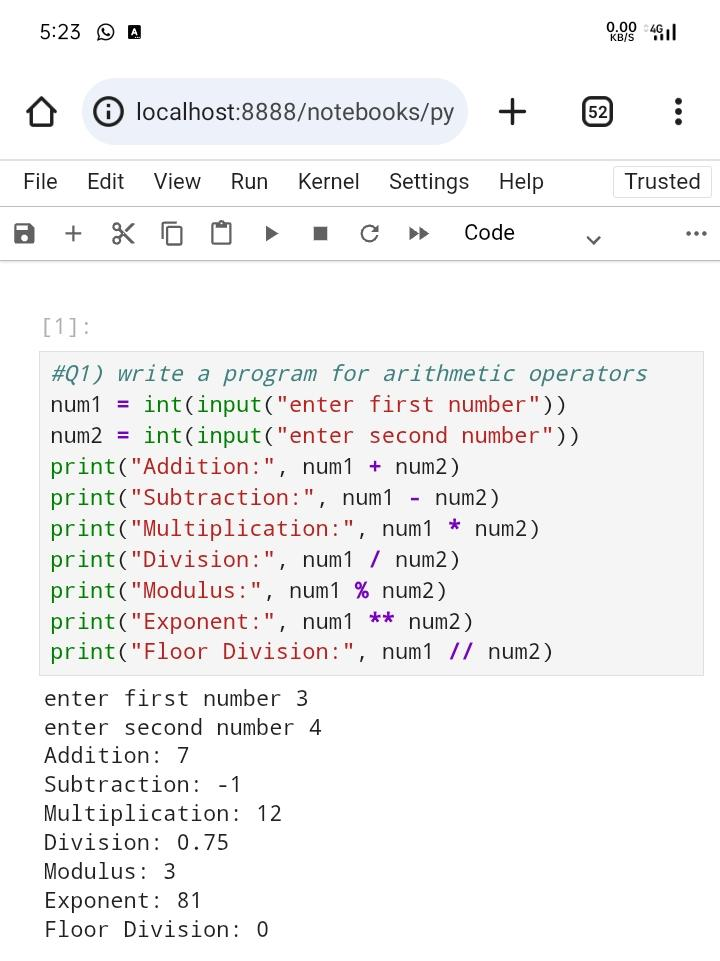 5:23 A 0.00 KB/S 4G
localhost:8888/notebooks/py 52
File Edit View Run Kernel Settings Help Trusted
Code
[1]:
#Q1) write a program for arithmetic operators
num1 = int(input("enter first number"))
num2 = int(input("enter second number"))
print("Addition:", num1 + num2)
print("Subtraction:", num1 - num2)
print("Multiplication:", num1 * num2)
print("Division:", num1 / num2)
print("Modulus:", num1 % num2)
print("Exponent:", num1 ** num2)
print("Floor Division:", num1 // num2)
enter first number 3
enter second number 4
Addition: 7
Subtraction: -1
Multiplication: 12
Division: 0.75
Modulus: 3
Exponent: 81
Floor Division: 0